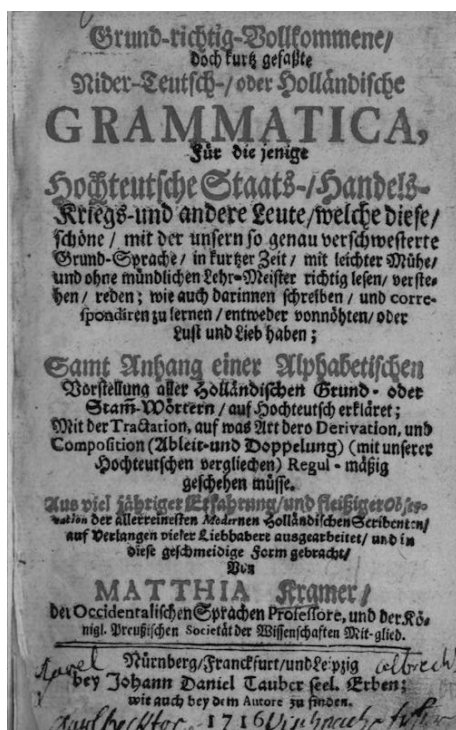 Grund-richtig-Vollkommene/
doch kurtz gefaßte
Nider-Teutsch-/ oder Holländische
GRAMMATICA,
Für die jenige
Hochteutsche Staats-/Handels-
Kriegs-und andere Leute/welche diese/
schöne / mit der unsern so genau verschwesterte
Grund-Sprache / in kurtzer Zeit / mit leichter Mühe/
und ohne mündlichen Lehr-Meister richtig lesen/ verste-
hen/ reden; wie auch darinnen schreiben / und corre-
spondiren zu lernen / entweder vonnöhten/ oder
Lust und Lieb haben;
Samt Anhang einer Alphabetischen
Vorstellung aller Holländischen Grund- oder
Stam̃-Wörtern / auf Hochteutsch erkläret;
Mit der Tractation, auf was Art dero Derivation, und
Composition (Ableit-und Doppelung) (mit unserer
Hochteutschen verglichen) Regul-mäßig
geschehen müsse.
Aus viel jähriger Erfahrung/und fleißiger Obser-
vation der allerreinesten Modernen Holländischen Scribenten/
auf Verlangen vieler Liebhabere ausgearbeitet/ und in
diese geschmeidige Form gebracht/
Von
MATTHIA Kramer/
der Occidentalischen Sprachen Professore, und der Kö-
nigl. Preußischen Societät der Wissenschaften Mit-glied.
Nürnberg/Franckfurt/und Leipzig
bey Johann Daniel Tauber seel. Erben;
wie auch bey dem Autore zu finden.
1716